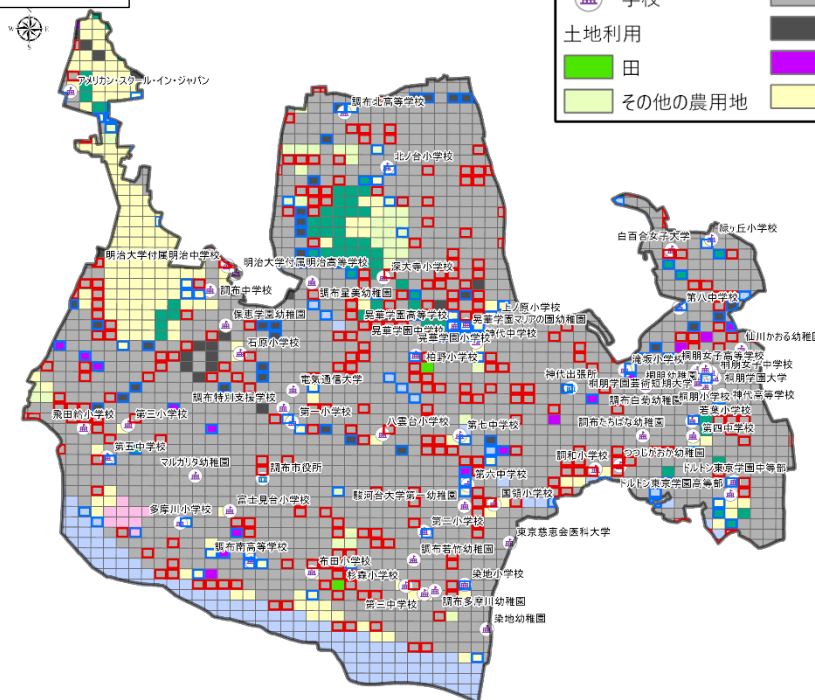 学校
土地利用
田
その他の農用地
N
W
E
S
アメリカン・スクール・イン・ジャパン
調布北高等学校
北ノ台小学校
白百合女子大学
緑ヶ丘小学校
明治大学付属明治中学校
明治大学付属明治高等学校
深大寺小学校
調布中学校
調布星美幼稚園
第八中学校
上ノ原小学校
保恵学園幼稚園
晃華学園高等学校
晃華学園マリアの園幼稚園
晃華学園中学校
晃華学園小学校
神代中学校
仙川かおる幼稚園
石原小学校
柏野小学校
滝坂小学校
桐朋女子高等学校
桐朋女子中学校
神代出張所
桐朋幼稚園
桐朋学園芸術短期大学
桐朋学園大学
電気通信大学
調布特別支援学校
調布白菊幼稚園
桐朋小学校
神代高等学校
飛田給小学校
第三小学校
第一小学校
若葉小学校
調布たちばな幼稚園
八雲台小学校
第七中学校
第四中学校
第五中学校
マルガリタ幼稚園
調布市役所
調和小学校
つつじがおか幼稚園
第六中学校
ドルトン東京学園中等部
ドルトン東京学園高等部
駿河台大学第一幼稚園
国領小学校
多摩川小学校
富士見台小学校
第二小学校
東京慈恵会医科大学
調布南高等学校
調布若竹幼稚園
布田小学校
杉森小学校
染地小学校
第三中学校
調布多摩川幼稚園
染地幼稚園